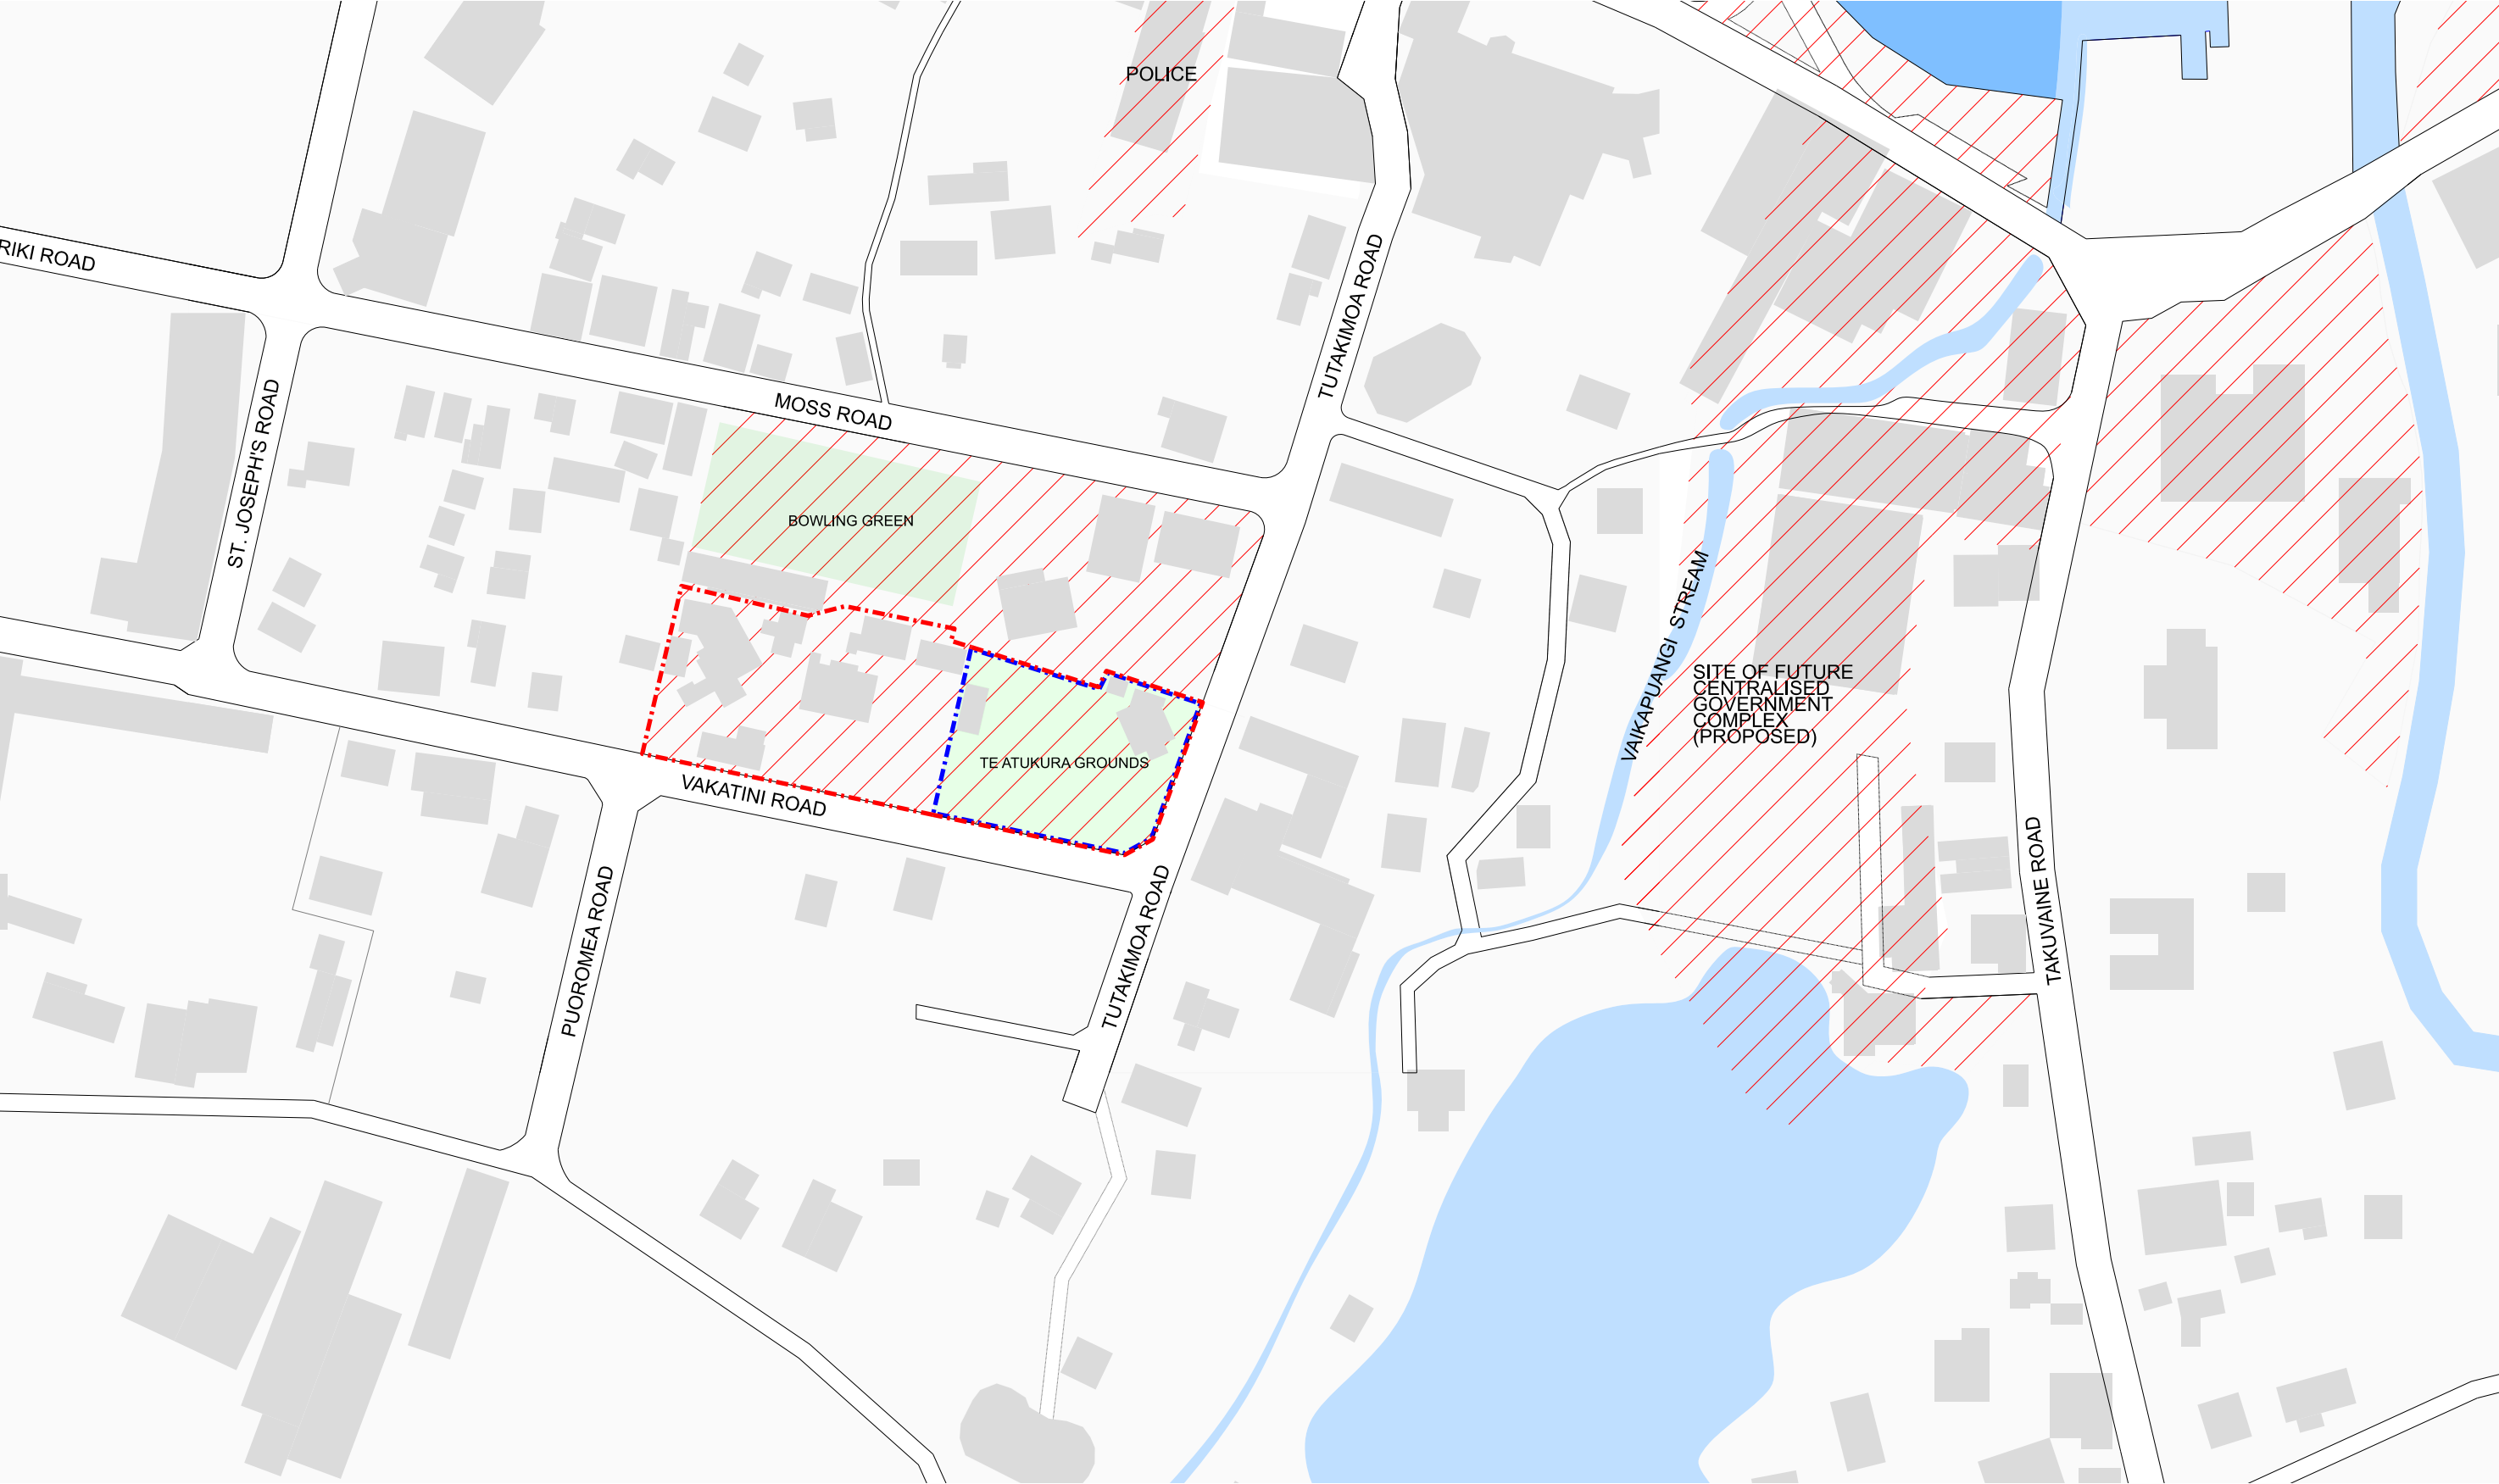 POLICE
RIKI ROAD
TUTAKIMOA ROAD
MOSS ROAD
ST. JOSEPH'S ROAD
BOWLING GREEN
VAIKAPUANGI STREAM
SITE OF FUTURE
CENTRALISED
GOVERNMENT
COMPLEX
(PROPOSED)
TE ATUKURA GROUNDS
VAKATINI ROAD
PUOROMEA ROAD
TUTAKIMOA ROAD
TAKUVAINE ROAD